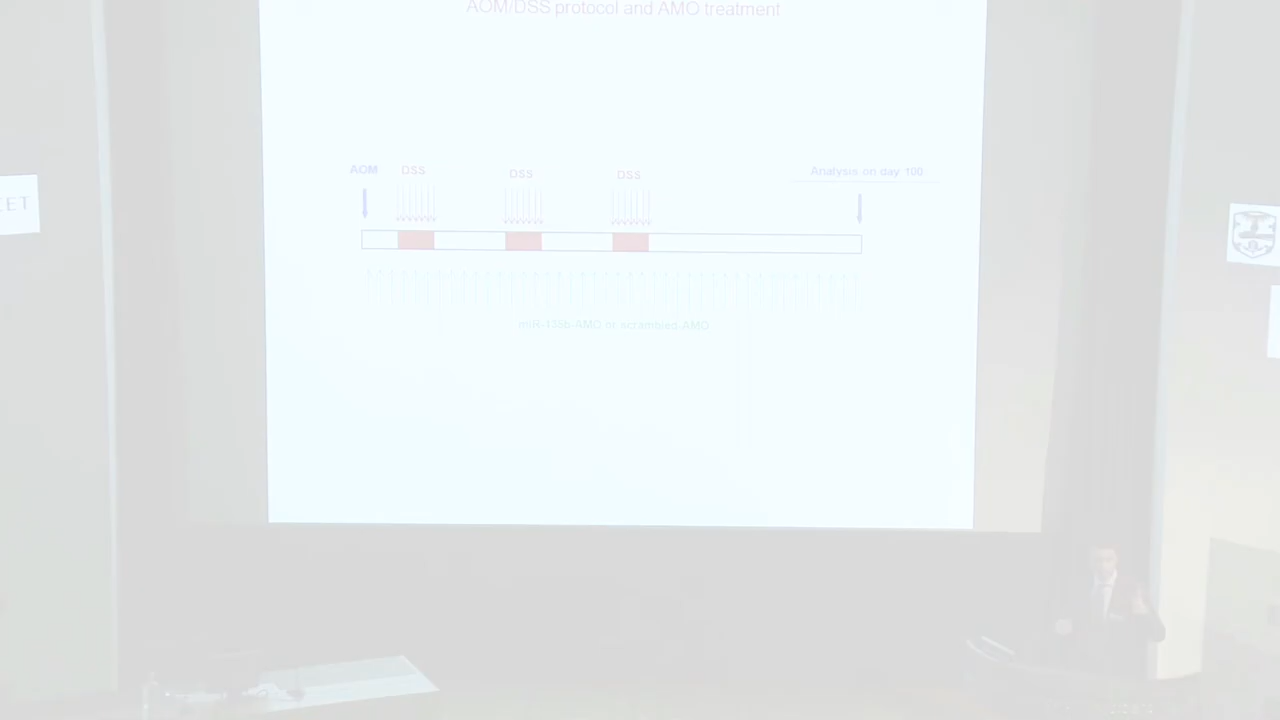 AOM/DSS protocol and AMO treatment
AOM DSS DSS DSS Analysis on day 100
miR-135b-AMO or scrambled-AMO
EET